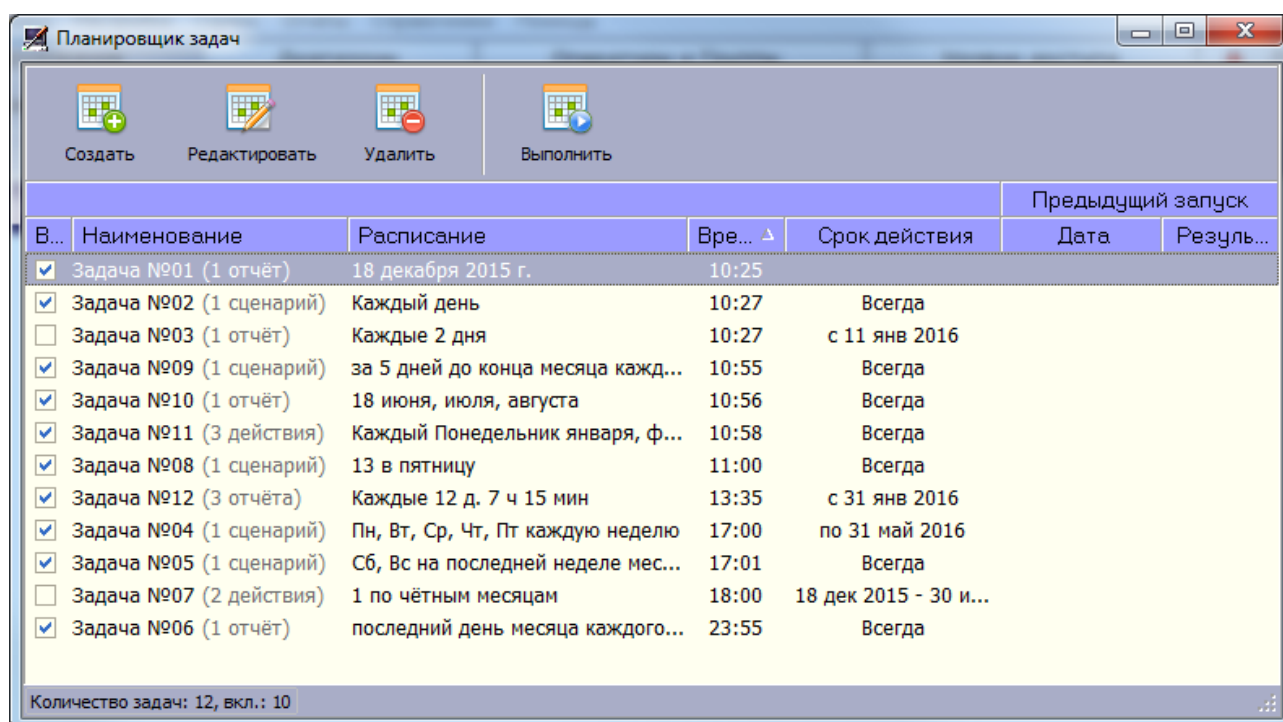 Планировщик задач
Создать Редактировать Удалить Выполнить
Предыдущий запуск
В... Наименование Расписание Вре... Срок действия Дата Резуль...
Задача №01 (1 отчёт) 18 декабря 2015 г. 10:25
Задача №02 (1 сценарий) Каждый день 10:27 Всегда
Задача №03 (1 отчёт) Каждые 2 дня 10:27 с 11 янв 2016
Задача №09 (1 сценарий) за 5 дней до конца месяца кажд... 10:55 Всегда
Задача №10 (1 отчёт) 18 июня, июля, августа 10:56 Всегда
Задача №11 (3 действия) Каждый Понедельник января, ф... 10:58 Всегда
Задача №08 (1 сценарий) 13 в пятницу 11:00 Всегда
Задача №12 (3 отчёта) Каждые 12 д. 7 ч 15 мин 13:35 с 31 янв 2016
Задача №04 (1 сценарий) Пн, Вт, Ср, Чт, Пт каждую неделю 17:00 по 31 май 2016
Задача №05 (1 сценарий) Сб, Вс на последней неделе мес... 17:01 Всегда
Задача №07 (2 действия) 1 по чётным месяцам 18:00 18 дек 2015 - 30 и...
Задача №06 (1 отчёт) последний день месяца каждого... 23:55 Всегда
Количество задач: 12, вкл.: 10